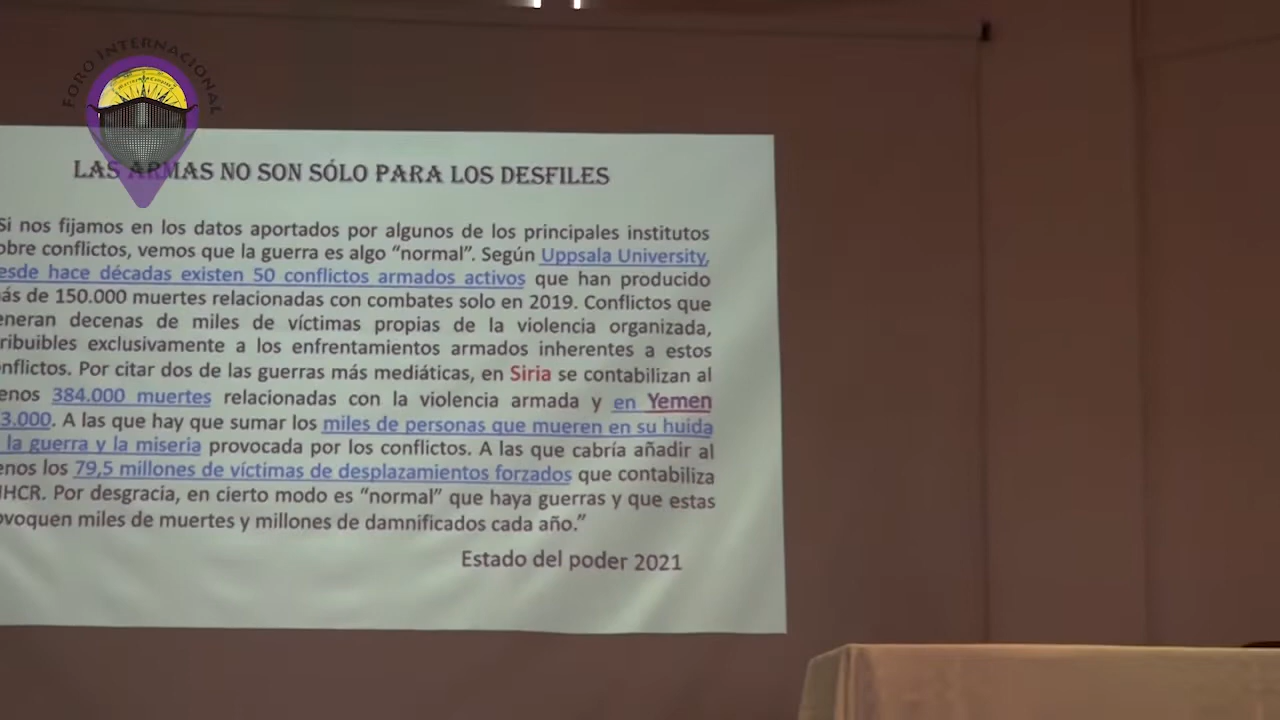 FORO INTERNACIONAL
LAS ARMAS NO SON SÓLO PARA LOS DESFILES
Si nos fijamos en los datos aportados por algunos de los principales institutos
obre conflictos, vemos que la guerra es algo “normal”. Según Uppsala University,
esde hace décadas existen 50 conflictos armados activos que han producido
ás de 150.000 muertes relacionadas con combates solo en 2019. Conflictos que
eneran decenas de miles de víctimas propias de la violencia organizada,
ribuibles exclusivamente a los enfrentamientos armados inherentes a estos
nflictos. Por citar dos de las guerras más mediáticas, en Siria se contabilizan al
enos 384.000 muertes relacionadas con la violencia armada y en Yemen
3.000. A las que hay que sumar los miles de personas que mueren en su huida
la guerra y la miseria provocada por los conflictos. A las que cabría añadir al
enos los 79,5 millones de víctimas de desplazamientos forzados que contabiliza
HCR. Por desgracia, en cierto modo es “normal” que haya guerras y que estas
ovoquen miles de muertes y millones de damnificados cada año.”
Estado del poder 2021